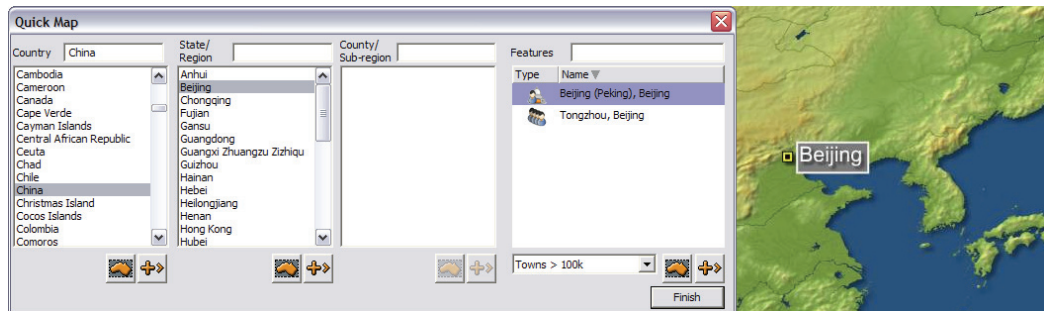 Quick Map
Country China
State/
Region
County/
Sub-region
Features
Cambodia
Cameroon
Canada
Cape Verde
Cayman Islands
Central African Republic
Ceuta
Chad
Chile
China
Christmas Island
Cocos Islands
Colombia
Comoros
Anhui
Beijing
Chongqing
Fujian
Gansu
Guangdong
Guangxi Zhuangzu Zizhiqu
Guizhou
Hainan
Hebei
Heilongjiang
Henan
Hong Kong
Hubei
Type Name
Beijing (Peking), Beijing
Tongzhou, Beijing
Towns > 100k
Finish
Beijing